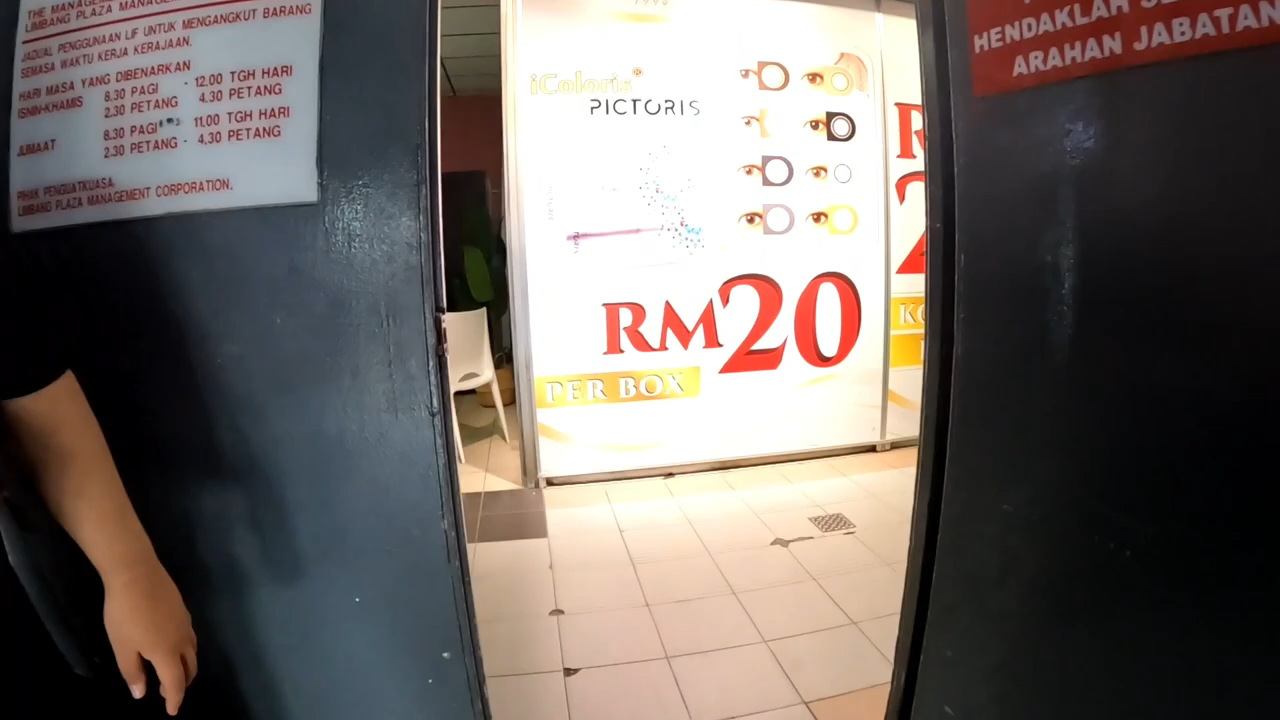 THE MANAGEMENT
LIMBANG PLAZA MANAGEM
JADUAL PENGGUNAAN LIF UNTUK MENGANGKUT BARANG
SEMASA WAKTU KERJA KERAJAAN.
HARI MASA YANG DIBENARKAN
ISNIN-KHAMIS 8.30 PAGI - 12.00 TGH HARI
2.30 PETANG - 4.30 PETANG
JUMAAT 8.30 PAGI - 11.00 TGH HARI
2.30 PETANG - 4.30 PETANG
PIHAK PENGUATKUASA,
LIMBANG PLAZA MANAGEMENT CORPORATION.
iColoris®
PICTORIS
RM20
PER BOX
HENDAKLAH
ARAHAN JABATAN